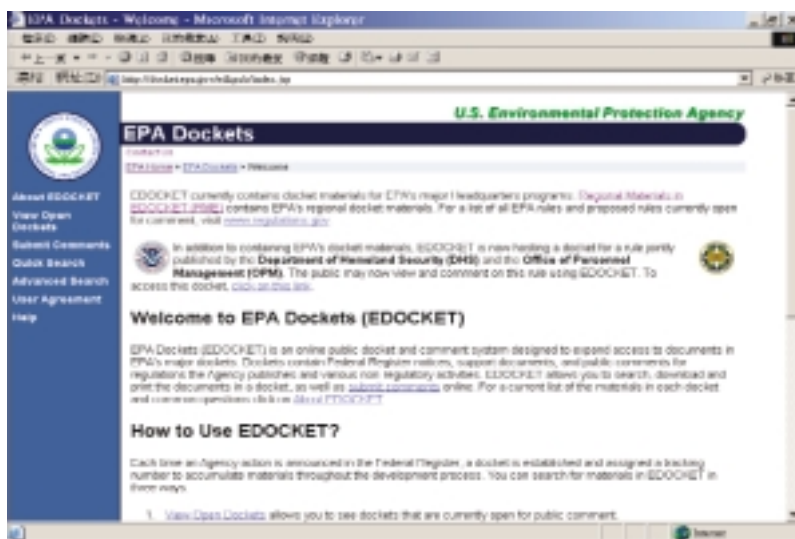 EPA Dockets - Welcome - Microsoft Internet Explorer
U.S. Environmental Protection Agency
EPA Dockets
Contact Us
EPA Home > EPA Dockets > Welcome
About EDOCKET
View Open
Dockets
Submit Comments
Quick Search
Advanced Search
User Agreement
Help
EDOCKET currently contains docket materials for EPA's major Headquarters programs. Regional Materials in
EDOCKET (RME) contains EPA's regional docket materials. For a list of all EPA rules and proposed rules currently open
for comment, visit www.regulations.gov
In addition to containing EPA's docket materials, EDOCKET is now hosting a docket for a rule jointly
published by the Department of Homeland Security (DHS) and the Office of Personnel
Management (OPM). The public may now view and comment on this rule using EDOCKET. To
access this docket, click on this link.
Welcome to EPA Dockets (EDOCKET)
EPA Dockets (EDOCKET) is an online public docket and comment system designed to expand access to documents in
EPA's major dockets. Dockets contain Federal Register notices, support documents, and public comments for
regulations the Agency publishes and various non regulatory activities. EDOCKET allows you to search, download and
print the documents in a docket, as well as submit comments online. For a current list of the materials in each docket
and common questions click on About EDOCKET
How to Use EDOCKET?
Each time an Agency action is announced in the Federal Register, a docket is established and assigned a tracking
number to accumulate materials throughout the development process. You can search for materials in EDOCKET in
three ways.
1. View Open Dockets allows you to see dockets that are currently open for public comment.
Internet